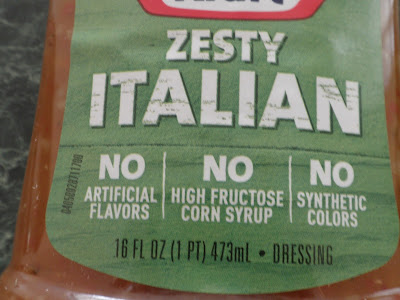 ZESTY
ITALIAN
NO
ARTIFICIAL
FLAVORS
NO
HIGH FRUCTOSE
CORN SYRUP
NO
SYNTHETIC
COLORS
16 FL OZ (1 PT) 473mL • DRESSING